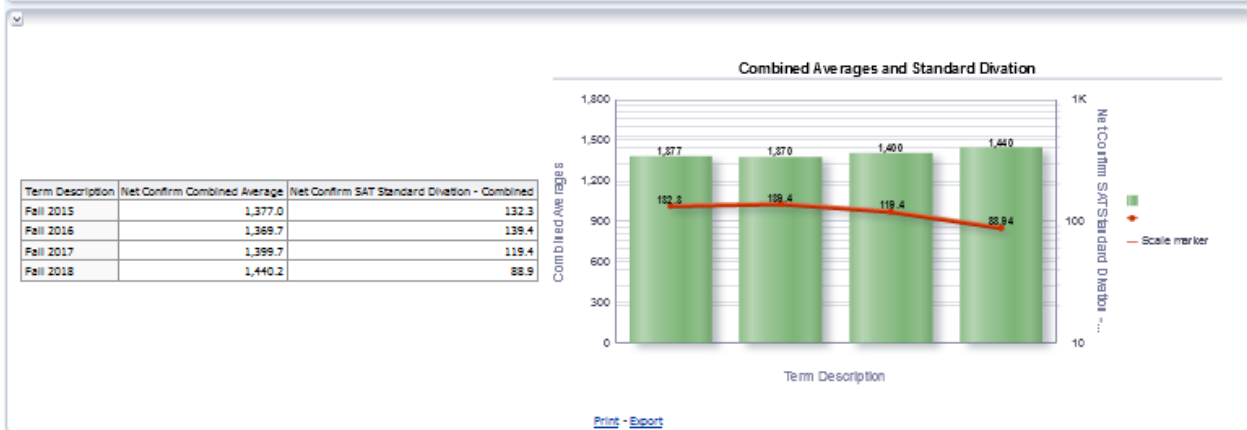 Combined Averages and Standard Divation
Term Description Net Confirm Combined Average Net Confirm SAT Standard Divation - Combined
Fall 2015 1,377.0 132.3
Fall 2016 1,369.7 139.4
Fall 2017 1,399.7 119.4
Fall 2018 1,440.2 88.9
Combined Averages
1,800
1,500
1,200
900
600
300
0
1,377
1,370
1,400
1,440
132.3
139.4
119.4
88.94
1K
100
10
Net Confirm SAT Standard Divation -...
Scale marker
Term Description
Print - Export